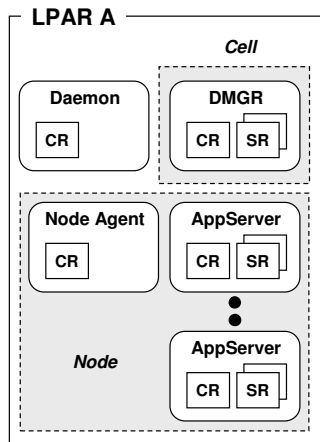 LPAR A
Cell
Daemon
CR
DMGR
CR SR
Node Agent
CR
AppServer
CR SR
Node
AppServer
CR SR